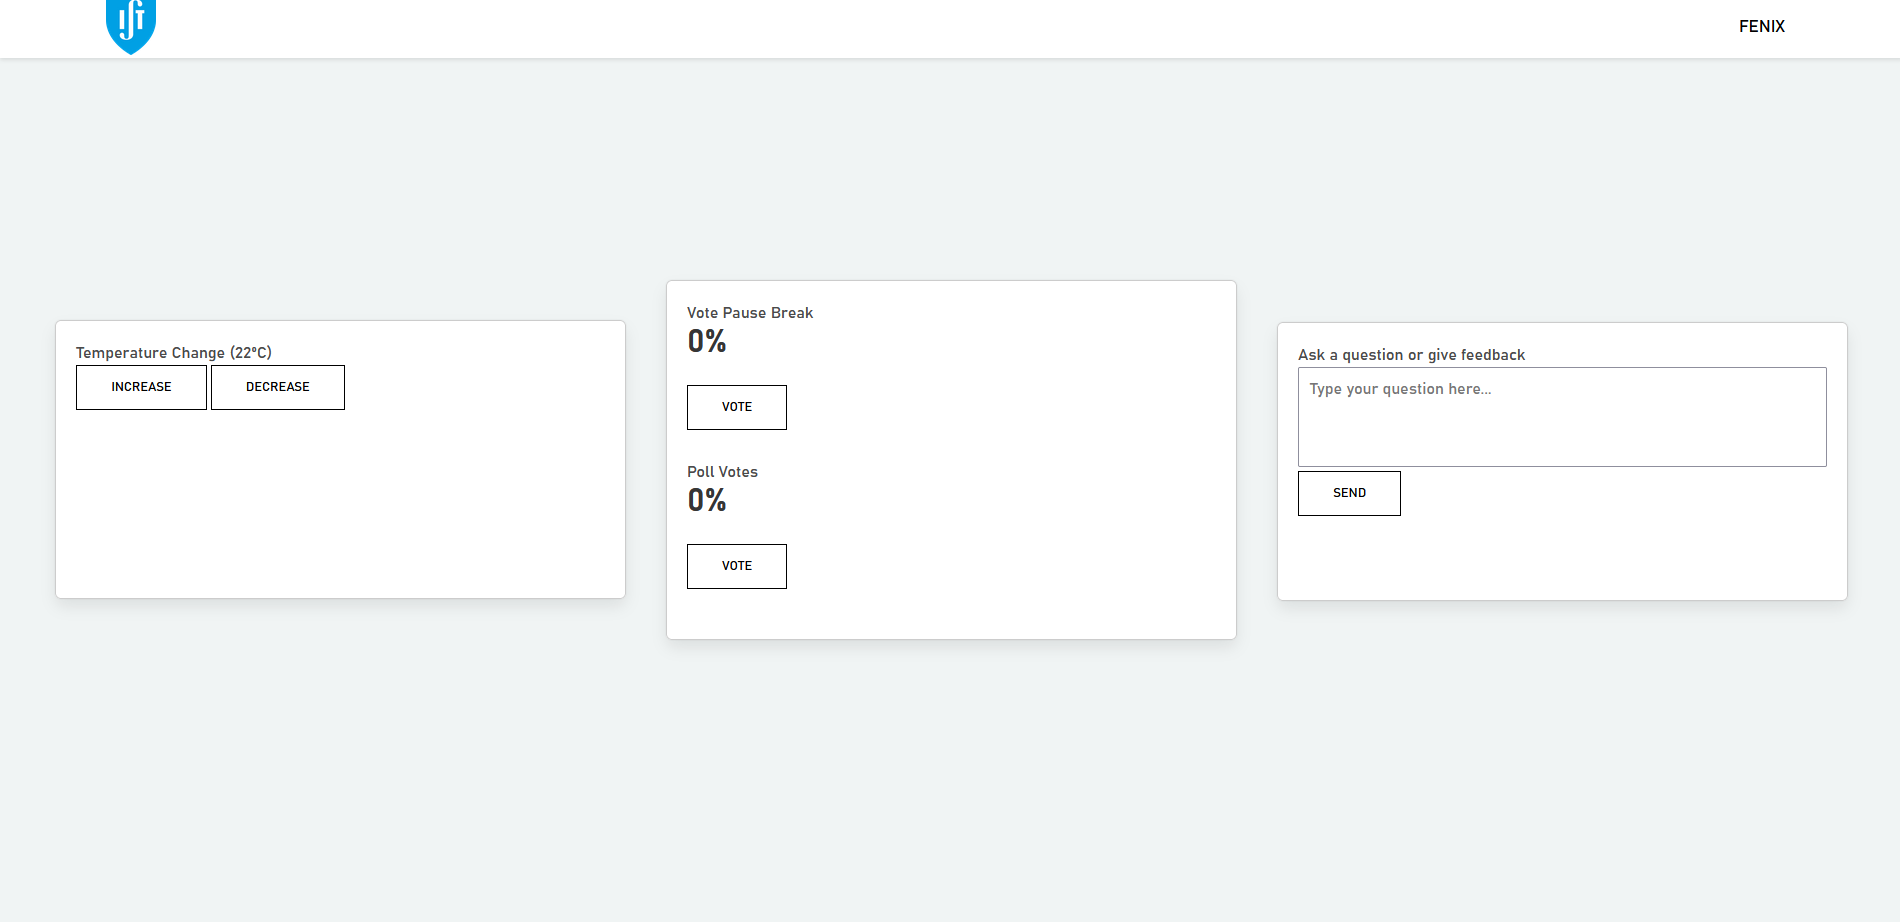 IST
FENIX
Temperature Change (22ºC)
INCREASE DECREASE
Vote Pause Break
0%
VOTE
Poll Votes
0%
VOTE
Ask a question or give feedback
Type your question here...
SEND